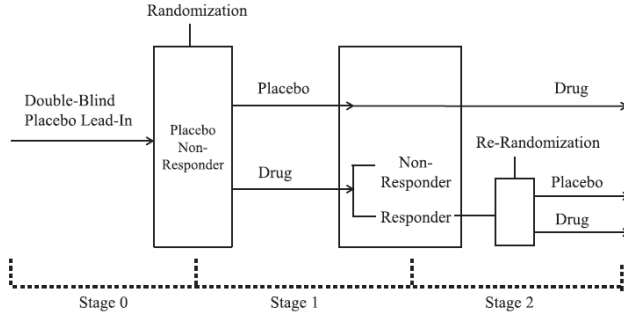 Randomization
Double-Blind
Placebo Lead-In
Placebo
Non-
Responder
Placebo
Drug
Drug
Non-
Responder
Responder
Re-Randomization
Placebo
Drug
Stage 0
Stage 1
Stage 2